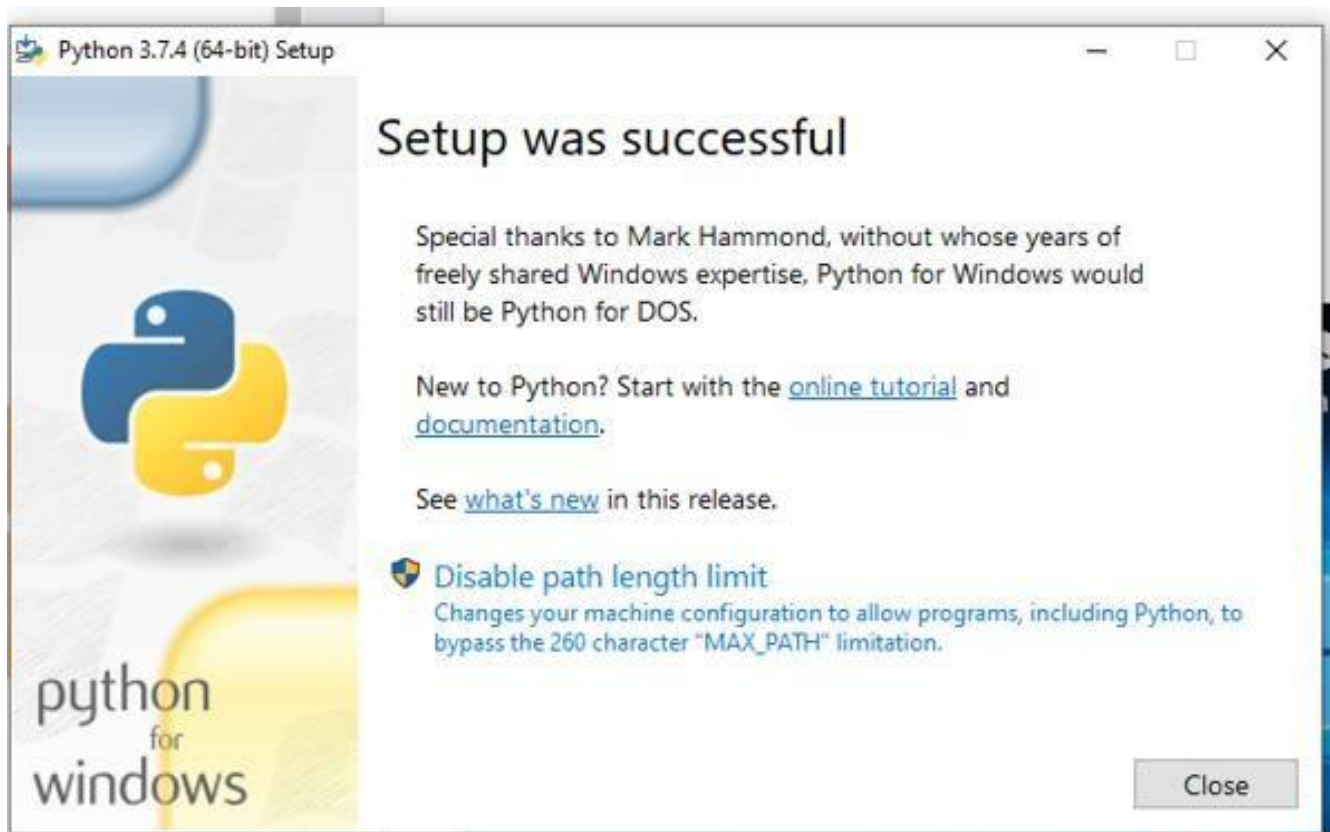 Python 3.7.4 (64-bit) Setup
Setup was successful
Special thanks to Mark Hammond, without whose years of
freely shared Windows expertise, Python for Windows would
still be Python for DOS.
New to Python? Start with the online tutorial and
documentation.
See what's new in this release.
Disable path length limit
Changes your machine configuration to allow programs, including Python, to
bypass the 260 character "MAX_PATH" limitation.
python
for
windows
Close